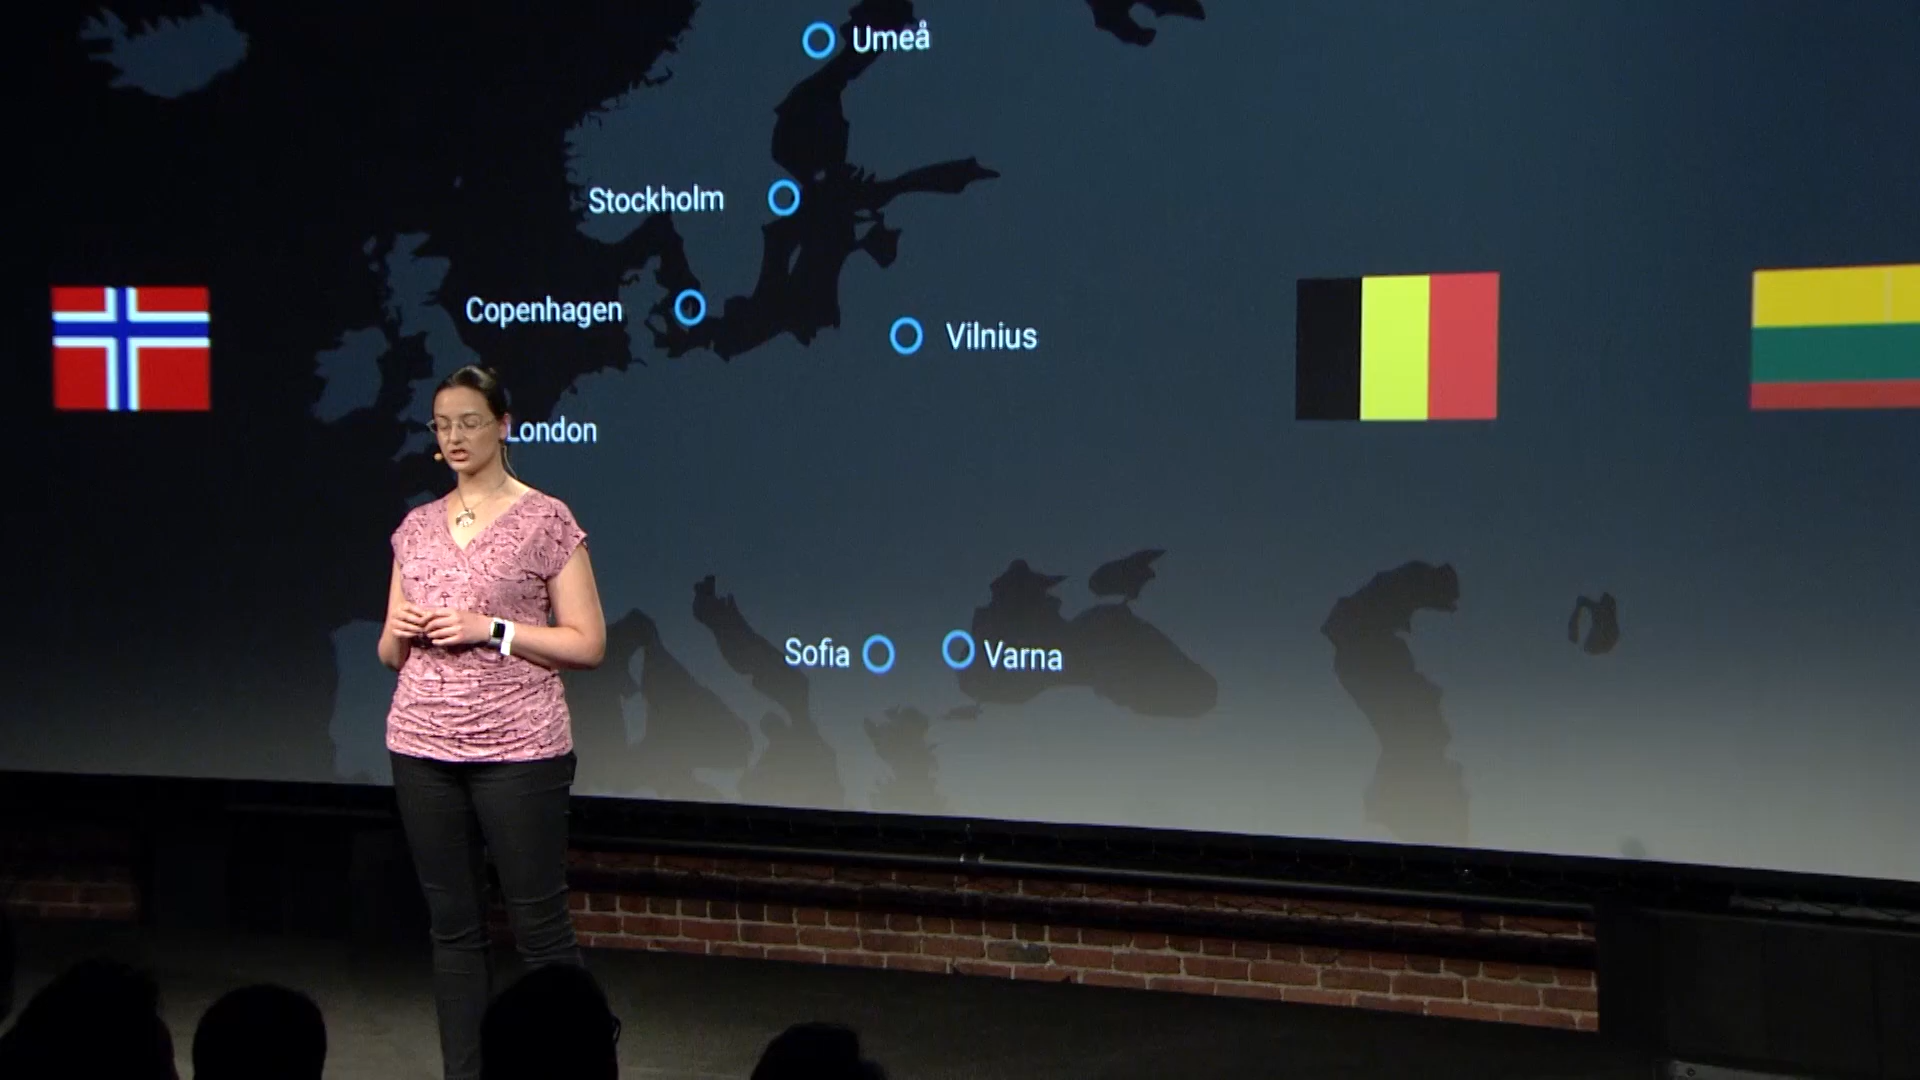 Umeå
Stockholm
Copenhagen
Vilnius
London
Sofia
Varna